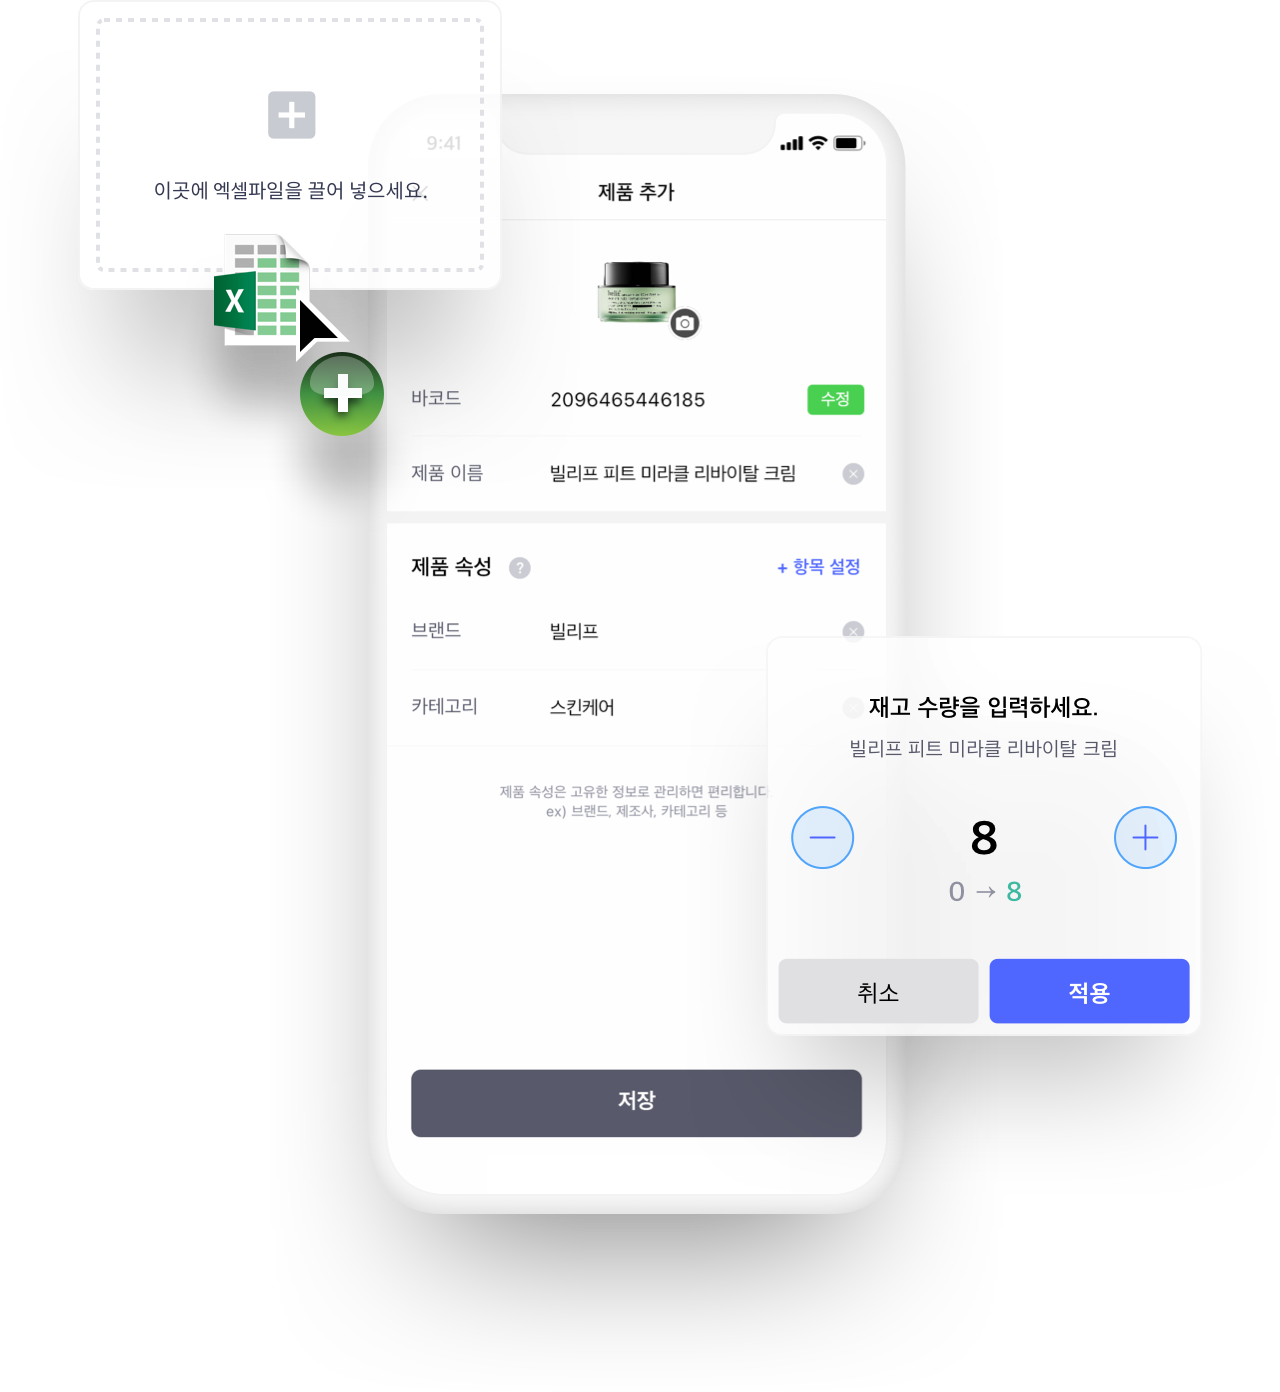 9:41
이곳에 엑셀파일을 끌어 넣으세요.
X
제품 추가
belif
바코드 2096465446185 수정
제품 이름 빌리프 피트 미라클 리바이탈 크림
제품 속성 ? + 항목 설정
브랜드 빌리프
카테고리 스킨케어
제품 속성은 고유한 정보로 관리하면 편리합니다
ex) 브랜드, 제조사, 카테고리 등
재고 수량을 입력하세요.
빌리프 피트 미라클 리바이탈 크림
8
0 → 8
취소 적용
저장